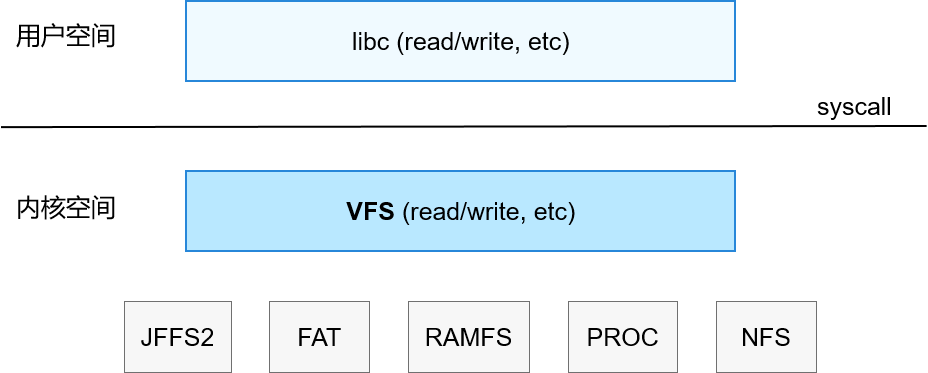 用户空间
libc (read/write, etc)
syscall
内核空间
VFS (read/write, etc)
JFFS2
FAT
RAMFS
PROC
NFS